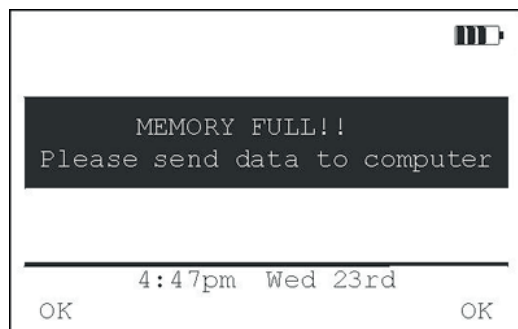 MEMORY FULL!!
Please send data to computer
4:47pm Wed 23rd
OK OK